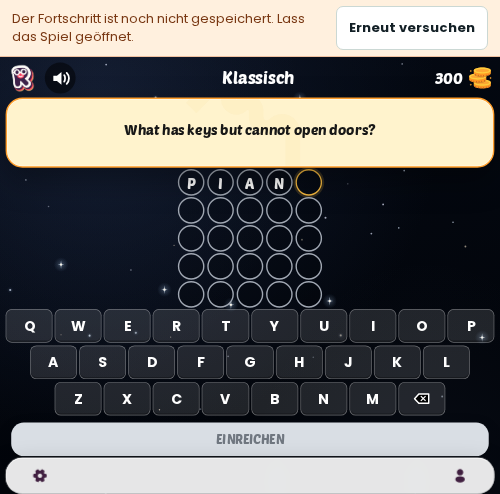 Der Fortschritt ist noch nicht gespeichert. Lass
das Spiel geöffnet.
Erneut versuchen
Klassisch
300
What has keys but cannot open doors?
P I A N
Q W E R T Y U I O P
A S D F G H J K L
Z X C V B N M
EINREICHEN